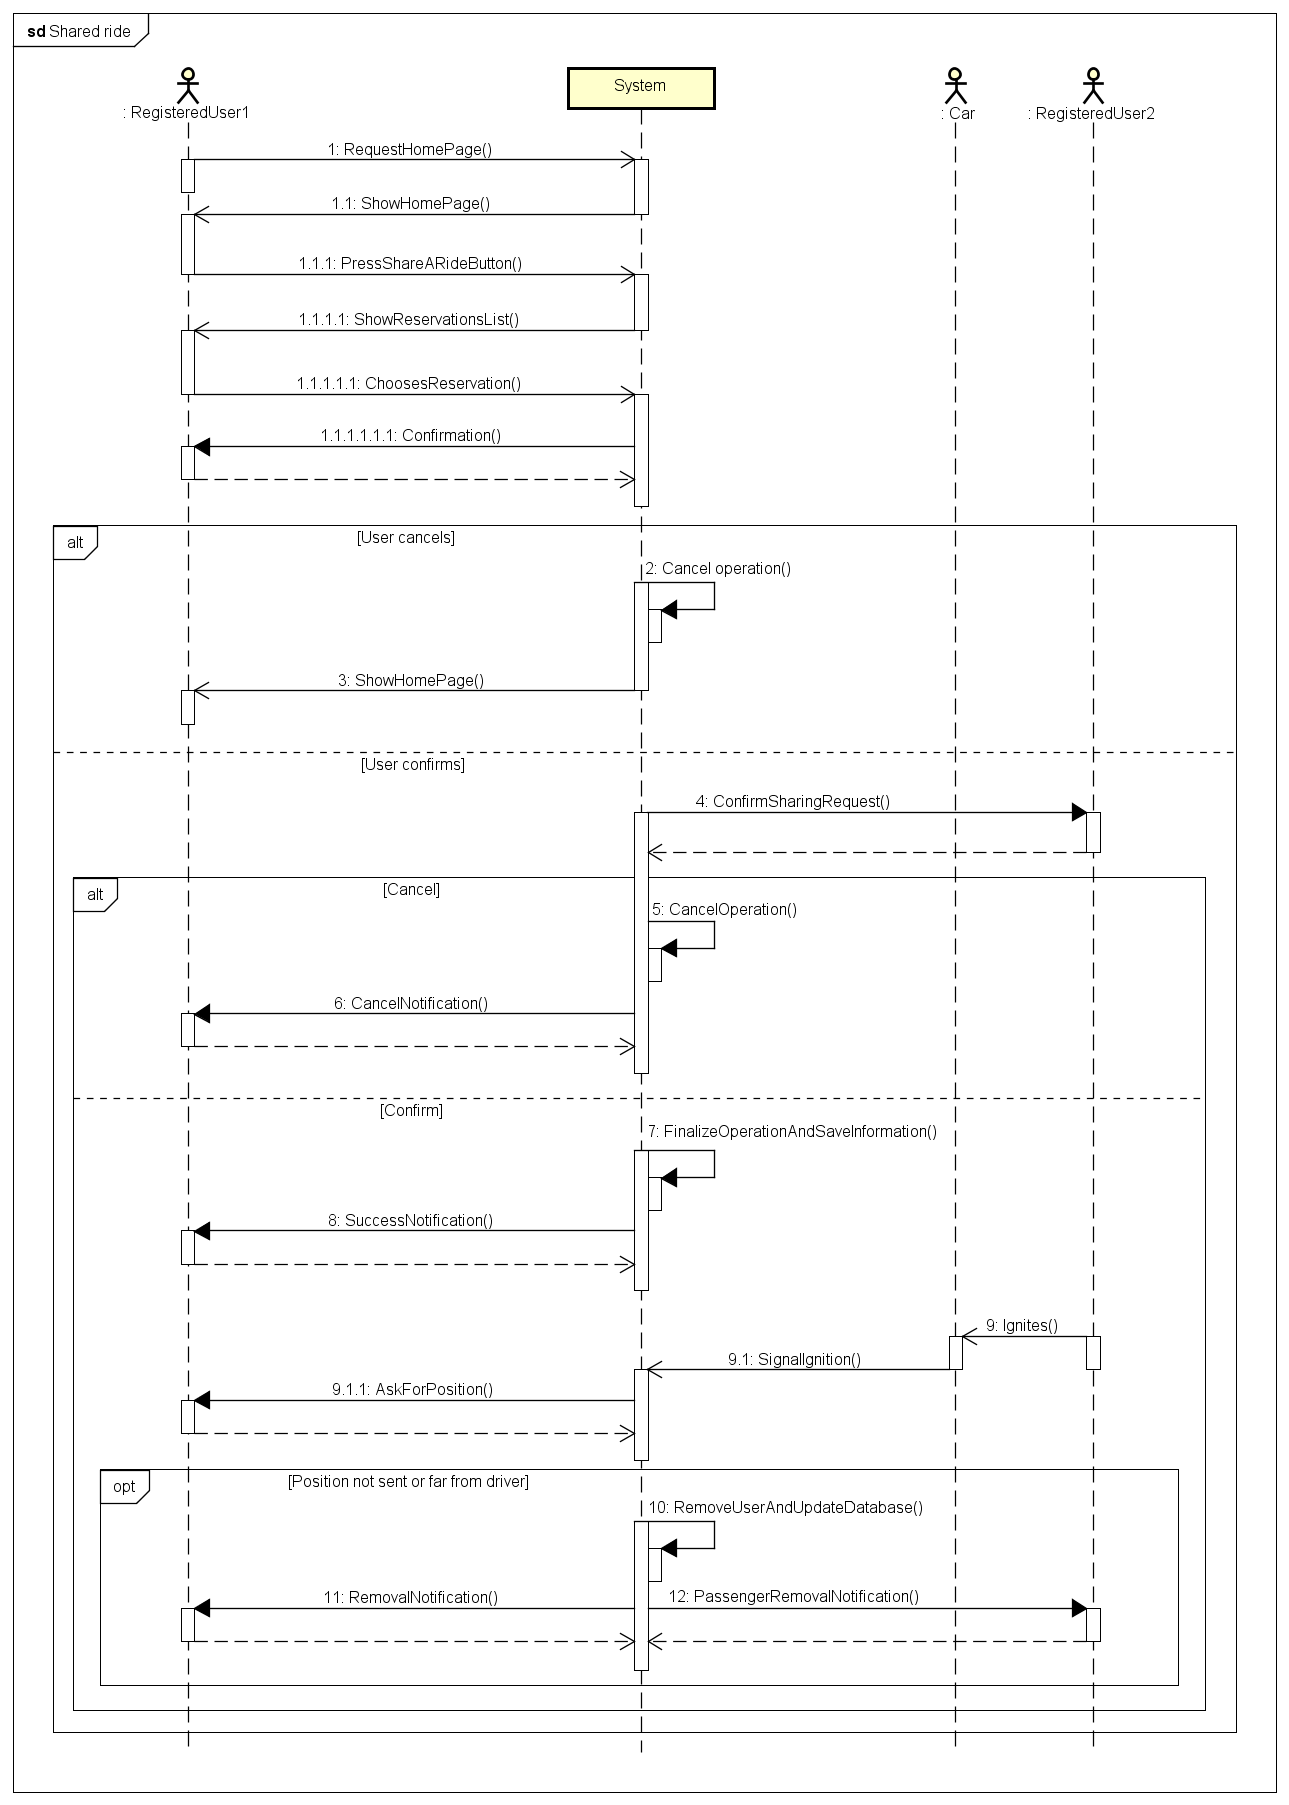 sd Shared ride
: RegisteredUser1
System
: Car
: RegisteredUser2
1: RequestHomePage()
1.1: ShowHomePage()
1.1.1: PressShareARideButton()
1.1.1.1: ShowReservationsList()
1.1.1.1.1: ChoosesReservation()
1.1.1.1.1.1: Confirmation()
alt
[User cancels]
2: Cancel operation()
3: ShowHomePage()
[User confirms]
4: ConfirmSharingRequest()
alt
[Cancel]
5: CancelOperation()
6: CancelNotification()
[Confirm]
7: FinalizeOperationAndSaveInformation()
8: SuccessNotification()
9: Ignites()
9.1: SignalIgnition()
9.1.1: AskForPosition()
opt
[Position not sent or far from driver]
10: RemoveUserAndUpdateDatabase()
11: RemovalNotification()
12: PassengerRemovalNotification()